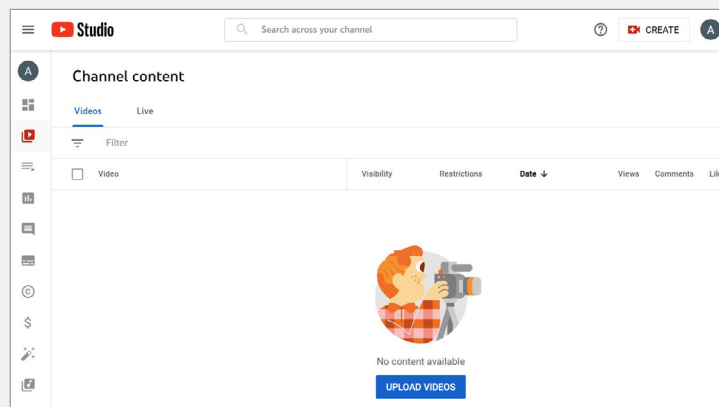 Studio
Search across your channel
CREATE
A
A
Channel content
Videos
Live
Filter
Video
Visibility
Restrictions
Date
Views
Comments
Lik
No content available
UPLOAD VIDEOS